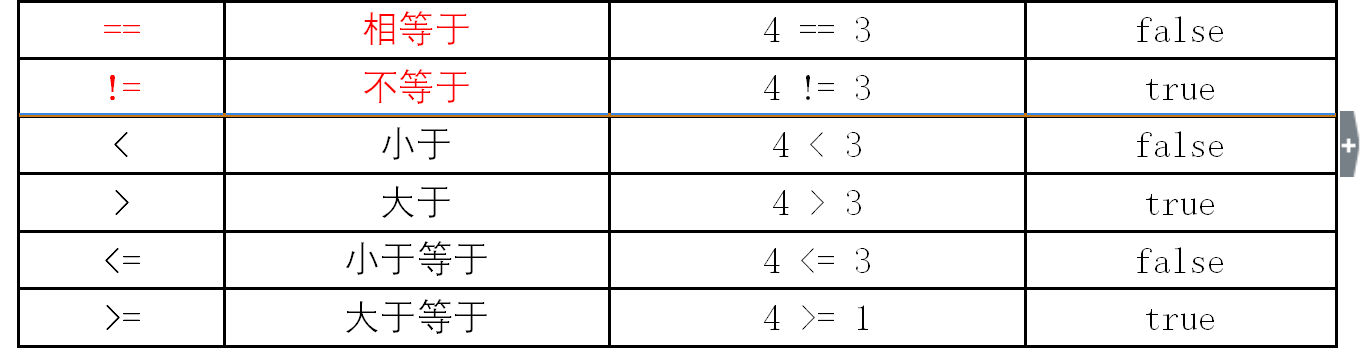 == 相等于 4 == 3 false
!= 不等于 4 != 3 true
< 小于 4 < 3 false
> 大于 4 > 3 true
<= 小于等于 4 <= 3 false
>= 大于等于 4 >= 1 true